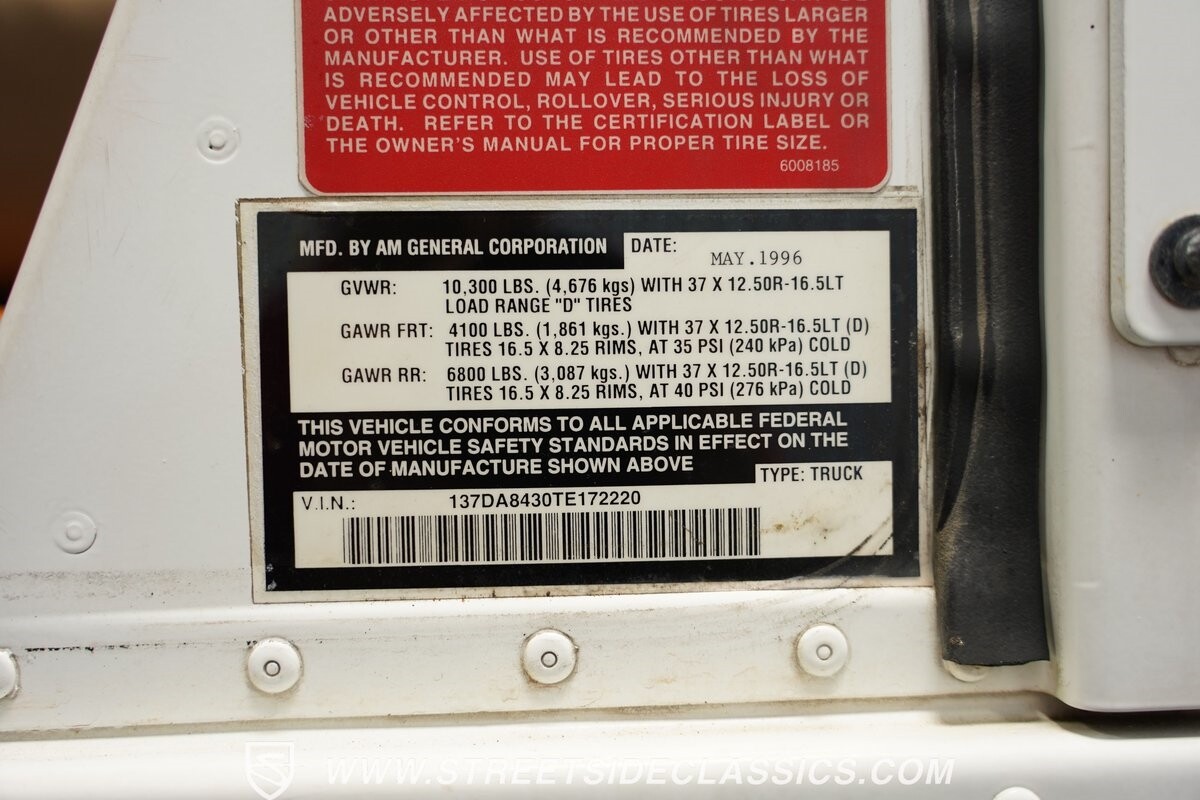 ADVERSELY AFFECTED BY THE USE OF TIRES LARGER
OR OTHER THAN WHAT IS RECOMMENDED BY THE
MANUFACTURER. USE OF TIRES OTHER THAN WHAT
IS RECOMMENDED MAY LEAD TO THE LOSS OF
VEHICLE CONTROL, ROLLOVER, SERIOUS INJURY OR
DEATH. REFER TO THE CERTIFICATION LABEL OR
THE OWNER'S MANUAL FOR PROPER TIRE SIZE.
6008185
MFD. BY AM GENERAL CORPORATION DATE: MAY.1996
GVWR: 10,300 LBS. (4,676 kgs) WITH 37 X 12.50R-16.5LT
LOAD RANGE "D" TIRES
GAWR FRT: 4100 LBS. (1,861 kgs.) WITH 37 X 12.50R-16.5LT (D)
TIRES 16.5 X 8.25 RIMS, AT 35 PSI (240 kPa) COLD
GAWR RR: 6800 LBS. (3,087 kgs.) WITH 37 X 12.50R-16.5LT (D)
TIRES 16.5 X 8.25 RIMS, AT 40 PSI (276 kPa) COLD
THIS VEHICLE CONFORMS TO ALL APPLICABLE FEDERAL
MOTOR VEHICLE SAFETY STANDARDS IN EFFECT ON THE
DATE OF MANUFACTURE SHOWN ABOVE
TYPE: TRUCK
V.I.N.: 137DA8430TE172220
WWW.STREETSIDECLASSICS.COM